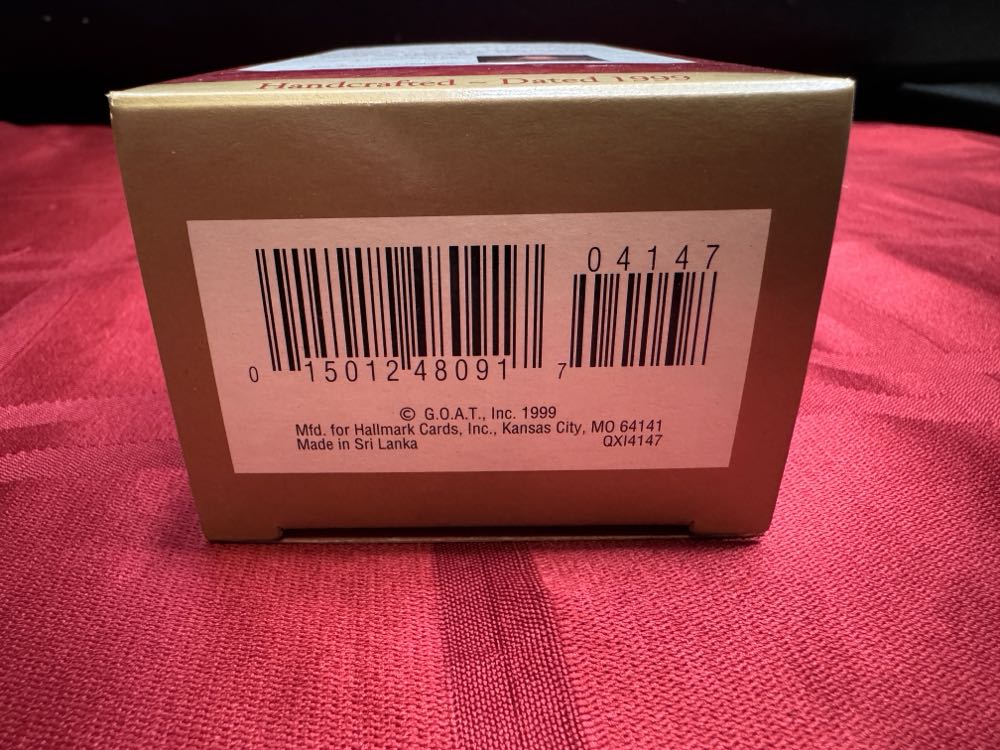 Handcrafted - Dated 1999
04147
0 15012 48091 7
© G.O.A.T., Inc. 1999
Mfd. for Hallmark Cards, Inc., Kansas City, MO 64141
Made in Sri Lanka QXI4147